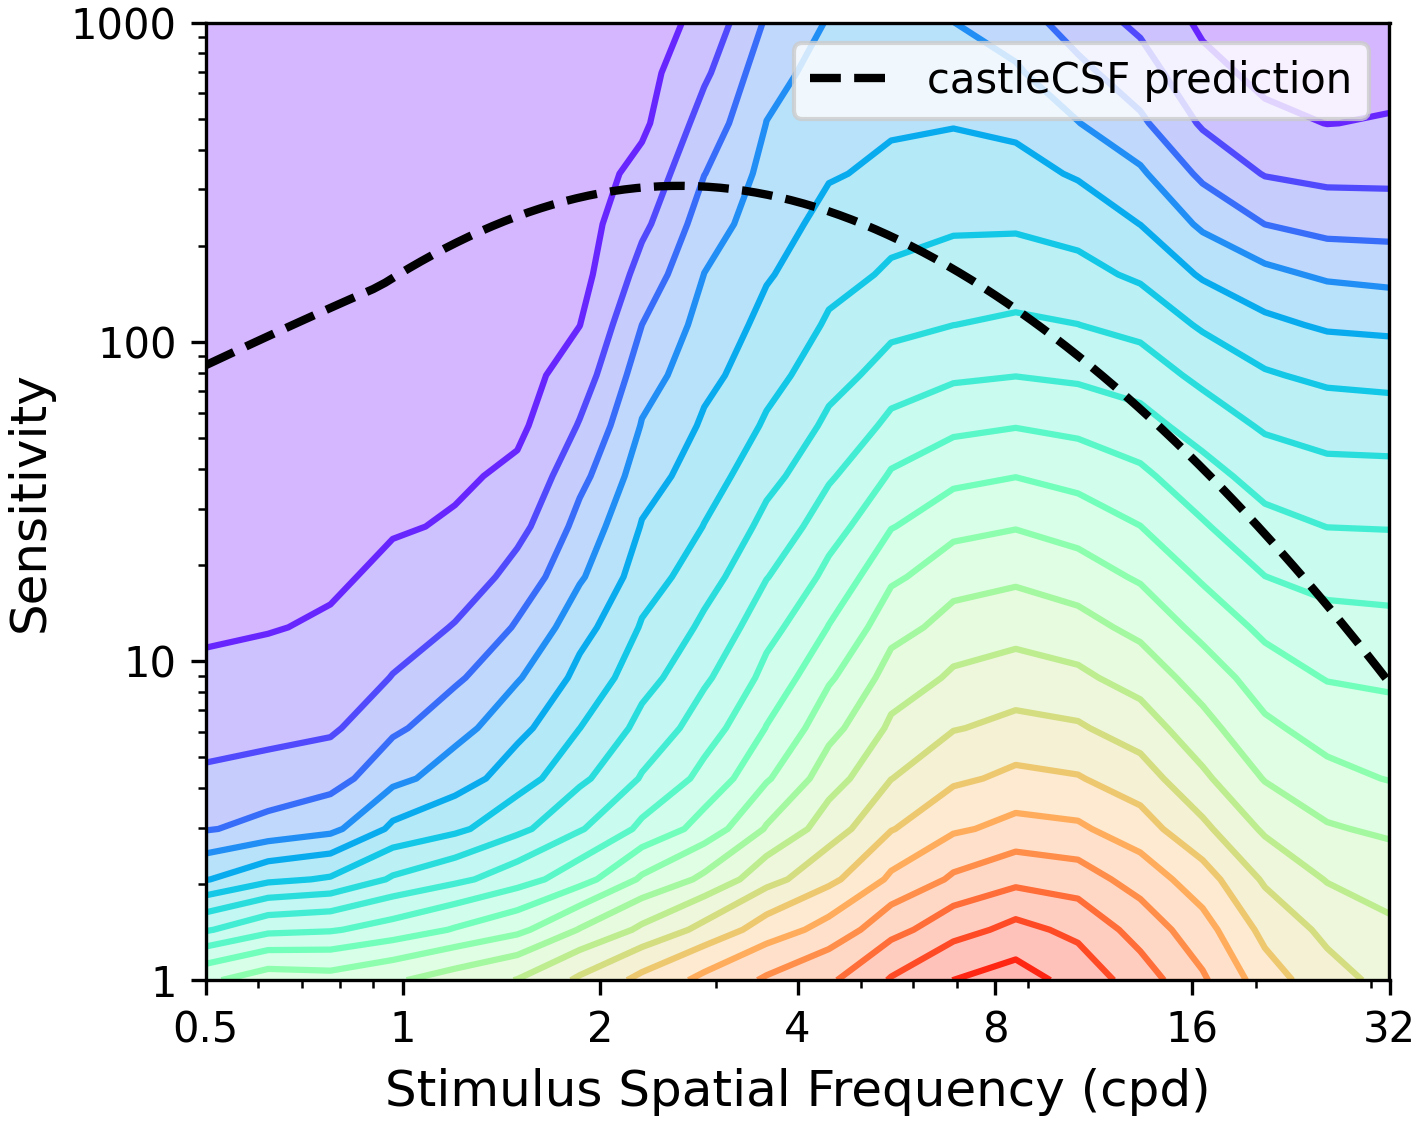 1000
castleCSF prediction
100
10
1
Sensitivity
0.5 1 2 4 8 16 32
Stimulus Spatial Frequency (cpd)